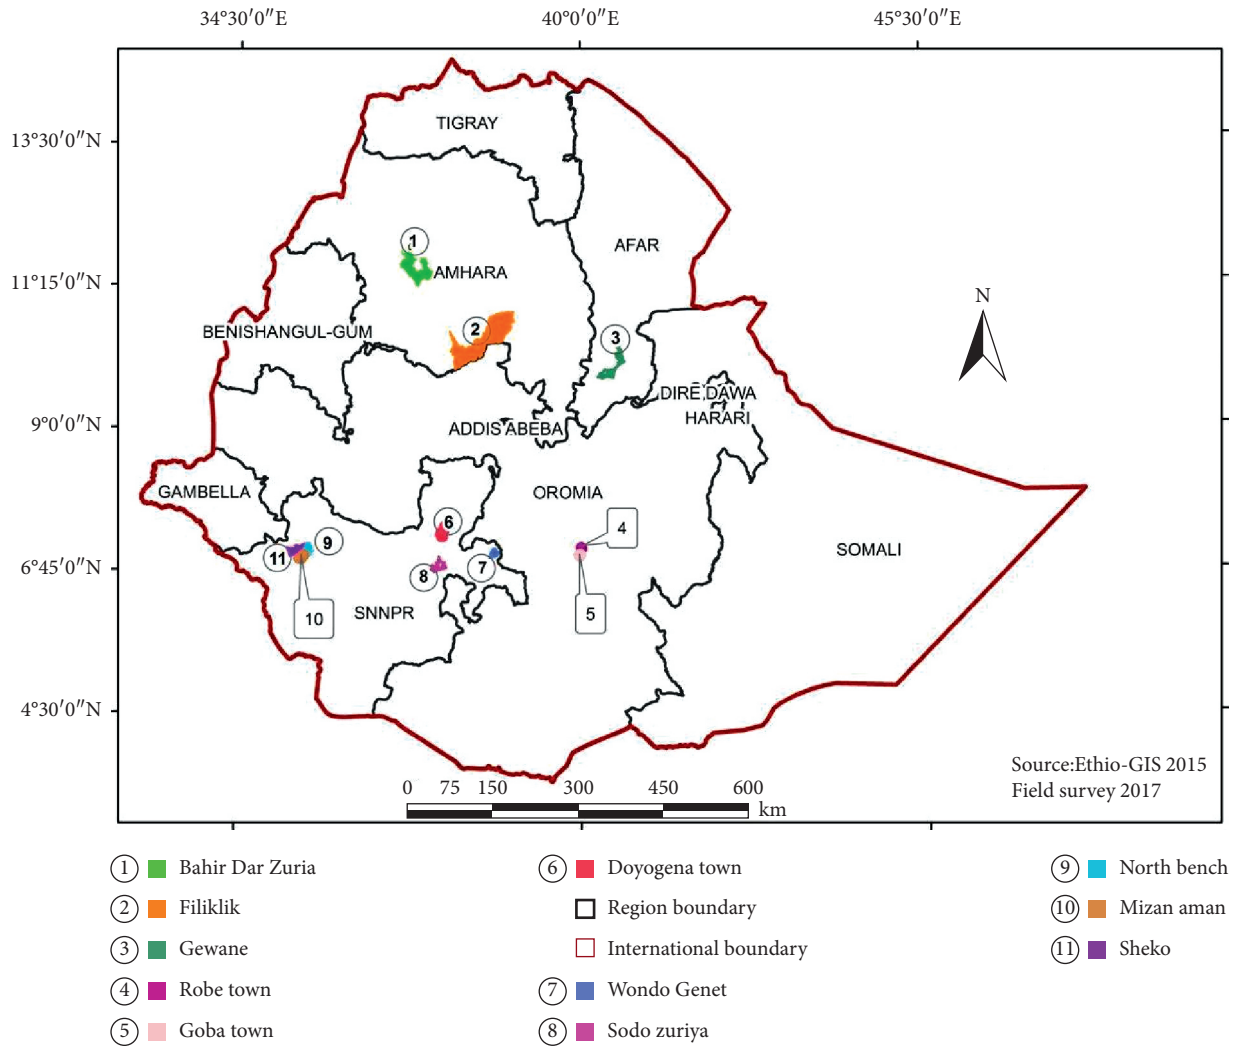 34°30′0″E 40°0′0″E 45°30′0″E
13°30′0″N
11°15′0″N
9°0′0″N
6°45′0″N
4°30′0″N
TIGRAY
AFAR
1
AMHARA
N
2
3
BENISHANGUL-GUM
DIRE DAWA
HARARI
ADDIS ABEBA
GAMBELLA
OROMIA
4
6
9
11
SOMALI
7
8
10
SNNPR
5
Source:Ethio-GIS 2015
Field survey 2017
0 75 150 300 450 600
km
1 Bahir Dar Zuria
2 Filiklik
3 Gewane
4 Robe town
5 Goba town
6 Doyogena town
Region boundary
International boundary
7 Wondo Genet
8 Sodo zuriya
9 North bench
10 Mizan aman
11 Sheko